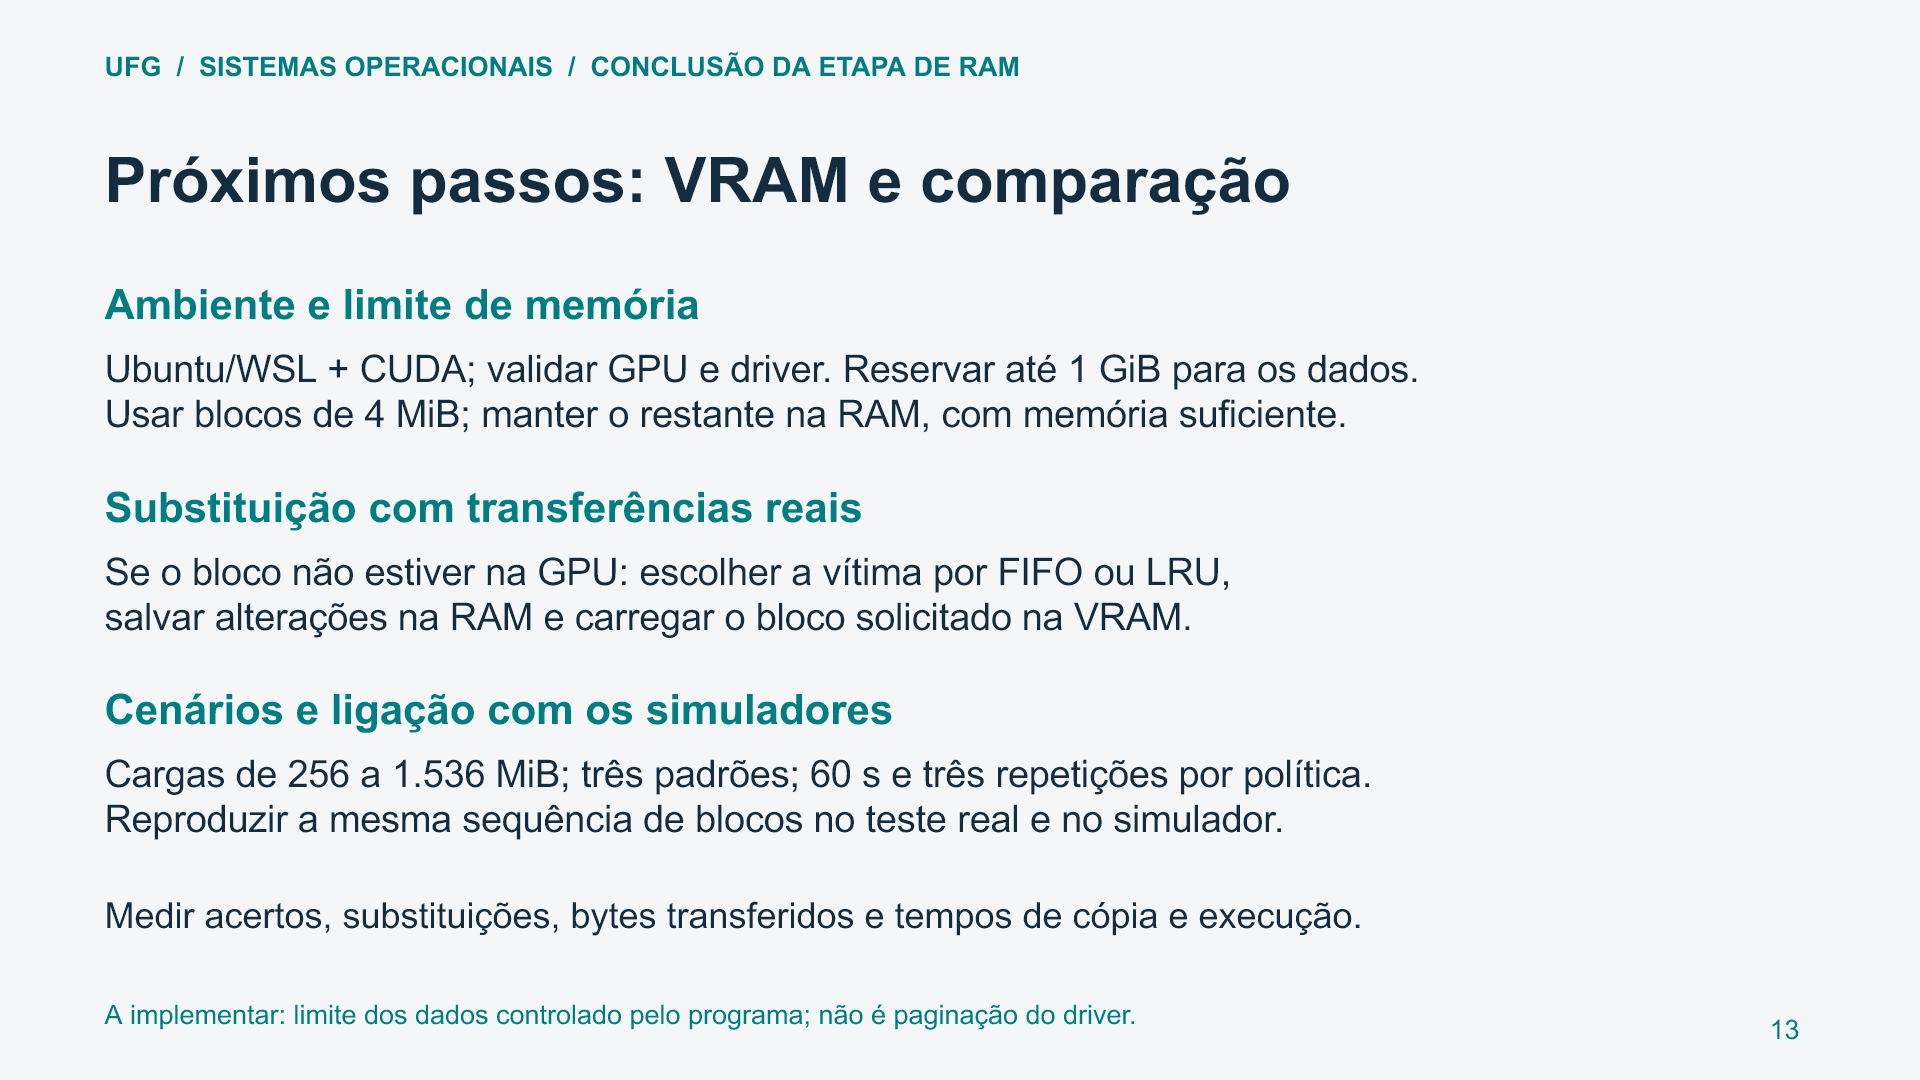 UFG / SISTEMAS OPERACIONAIS / CONCLUSÃO DA ETAPA DE RAM
Próximos passos: VRAM e comparação
Ambiente e limite de memória
Ubuntu/WSL + CUDA; validar GPU e driver. Reservar até 1 GiB para os dados.
Usar blocos de 4 MiB; manter o restante na RAM, com memória suficiente.
Substituição com transferências reais
Se o bloco não estiver na GPU: escolher a vítima por FIFO ou LRU,
salvar alterações na RAM e carregar o bloco solicitado na VRAM.
Cenários e ligação com os simuladores
Cargas de 256 a 1.536 MiB; três padrões; 60 s e três repetições por política.
Reproduzir a mesma sequência de blocos no teste real e no simulador.
Medir acertos, substituições, bytes transferidos e tempos de cópia e execução.
A implementar: limite dos dados controlado pelo programa; não é paginação do driver.
13